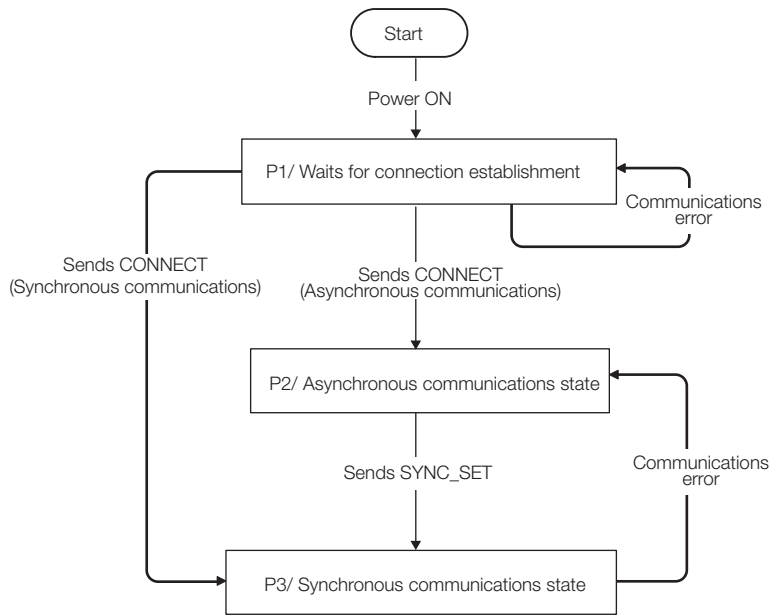 Start
Power ON
P1/ Waits for connection establishment
Communications
error
Sends CONNECT
(Synchronous communications)
Sends CONNECT
(Asynchronous communications)
P2/ Asynchronous communications state
Sends SYNC_SET
Communications
error
P3/ Synchronous communications state